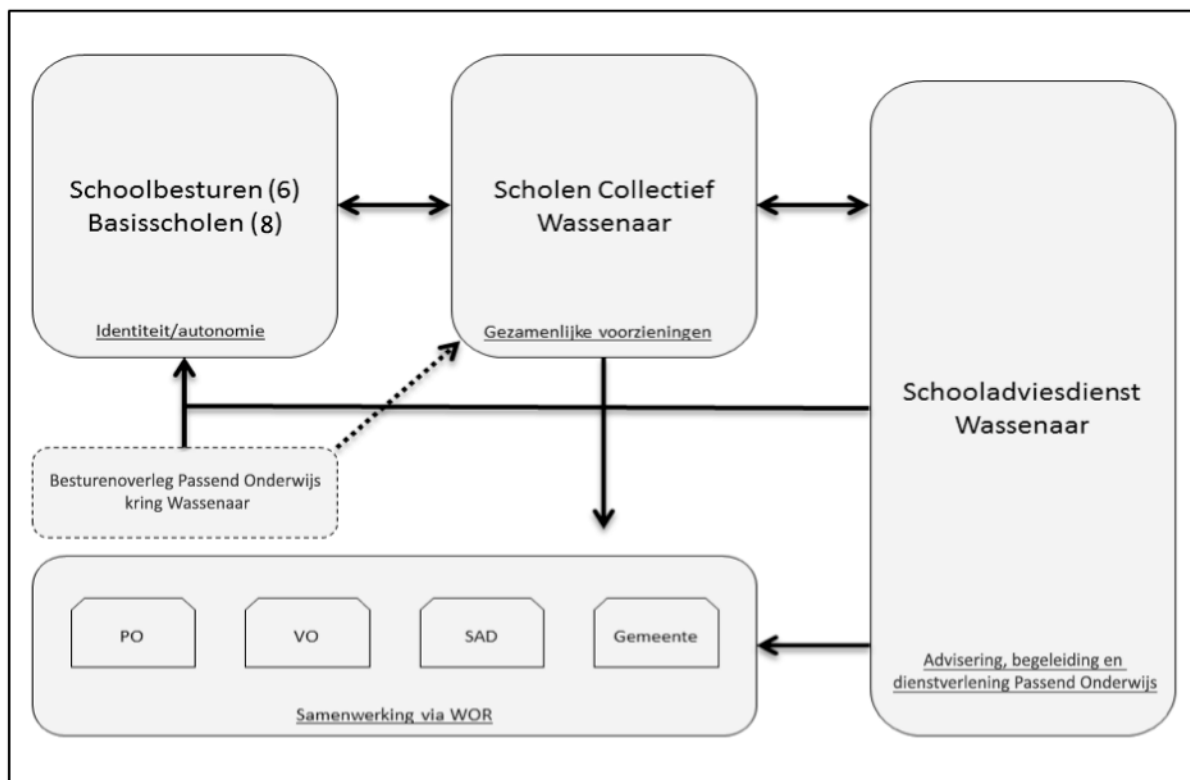 Schoolbesturen (6)
Basisscholen (8)
Identiteit/autonomie
Scholen Collectief
Wassenaar
Gezamenlijke voorzieningen
Schooladviesdienst
Wassenaar
Advisering, begeleiding en
dienstverlening Passend Onderwijs
Besturenoverleg Passend Onderwijs
kring Wassenaar
PO
VO
SAD
Gemeente
Samenwerking via WOR